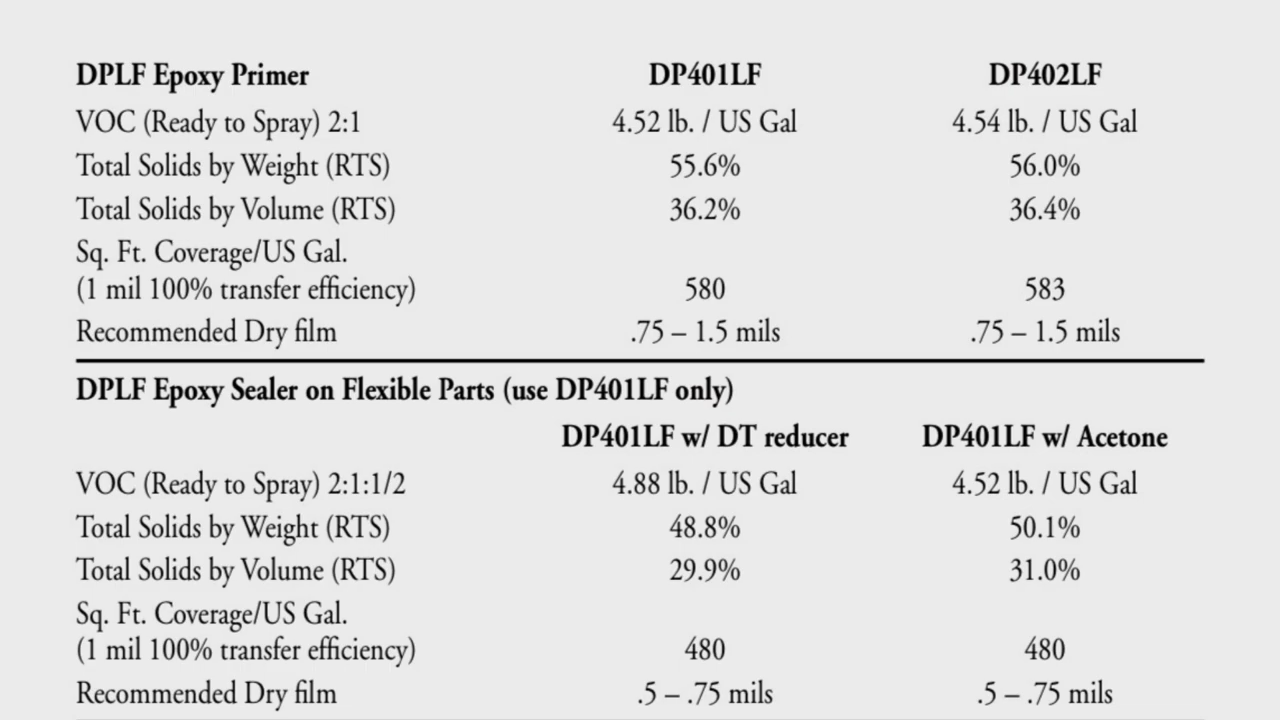 DPLF Epoxy Primer DP401LF DP402LF
VOC (Ready to Spray) 2:1 4.52 lb. / US Gal 4.54 lb. / US Gal
Total Solids by Weight (RTS) 55.6% 56.0%
Total Solids by Volume (RTS) 36.2% 36.4%
Sq. Ft. Coverage/US Gal.
(1 mil 100% transfer efficiency) 580 583
Recommended Dry film .75 – 1.5 mils .75 – 1.5 mils
DPLF Epoxy Sealer on Flexible Parts (use DP401LF only)
DP401LF w/ DT reducer DP401LF w/ Acetone
VOC (Ready to Spray) 2:1:1/2 4.88 lb. / US Gal 4.52 lb. / US Gal
Total Solids by Weight (RTS) 48.8% 50.1%
Total Solids by Volume (RTS) 29.9% 31.0%
Sq. Ft. Coverage/US Gal.
(1 mil 100% transfer efficiency) 480 480
Recommended Dry film .5 – .75 mils .5 – .75 mils